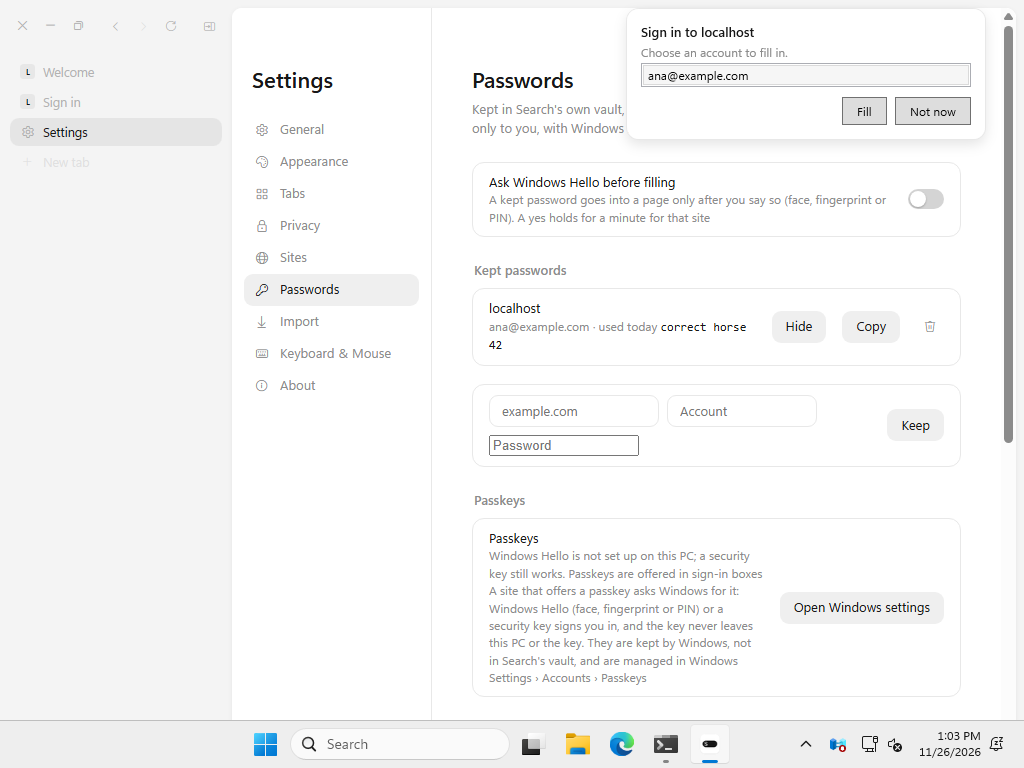 L Welcome
L Sign in
Settings
+ New tab
Settings
General
Appearance
Tabs
Privacy
Sites
Passwords
Import
Keyboard & Mouse
About
Passwords
Kept in Search's own vault,
only to you, with Windows
Sign in to localhost
Choose an account to fill in.
ana@example.com
Fill
Not now
Ask Windows Hello before filling
A kept password goes into a page only after you say so (face, fingerprint or
PIN). A yes holds for a minute for that site
Kept passwords
localhost
ana@example.com · used today correct horse
42
Hide
Copy
example.com
Account
Password
Keep
Passkeys
Passkeys
Windows Hello is not set up on this PC; a security
key still works. Passkeys are offered in sign-in boxes
A site that offers a passkey asks Windows for it:
Windows Hello (face, fingerprint or PIN) or a
security key signs you in, and the key never leaves
this PC or the key. They are kept by Windows, not
in Search's vault, and are managed in Windows
Settings › Accounts › Passkeys
Open Windows settings
Search
1:03 PM
11/26/2026